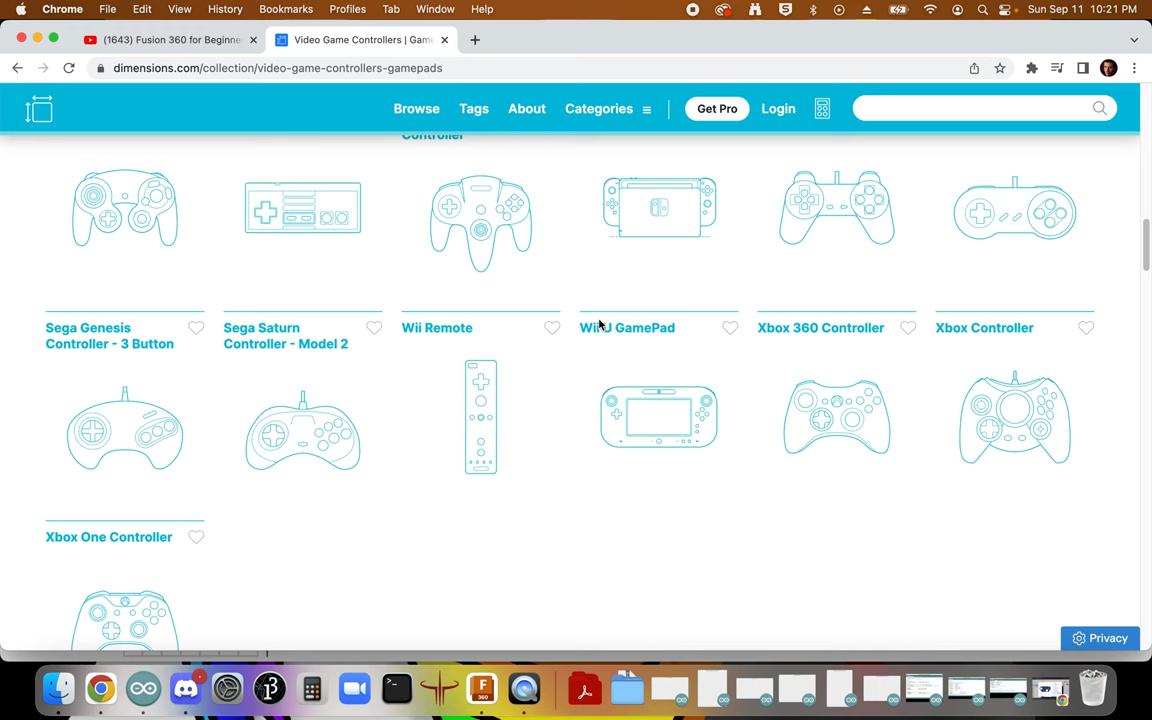 Chrome File Edit View History Bookmarks Profiles Tab Window Help Sun Sep 11 10:21 PM
(1643) Fusion 360 for Beginne Video Game Controllers | Game
dimensions.com/collection/video-game-controllers-gamepads
Browse Tags About Categories Get Pro Login
Controller
Sega Genesis Controller - 3 Button
Sega Saturn Controller - Model 2
Wii Remote
Wii U GamePad
Xbox 360 Controller
Xbox Controller
Xbox One Controller
Privacy